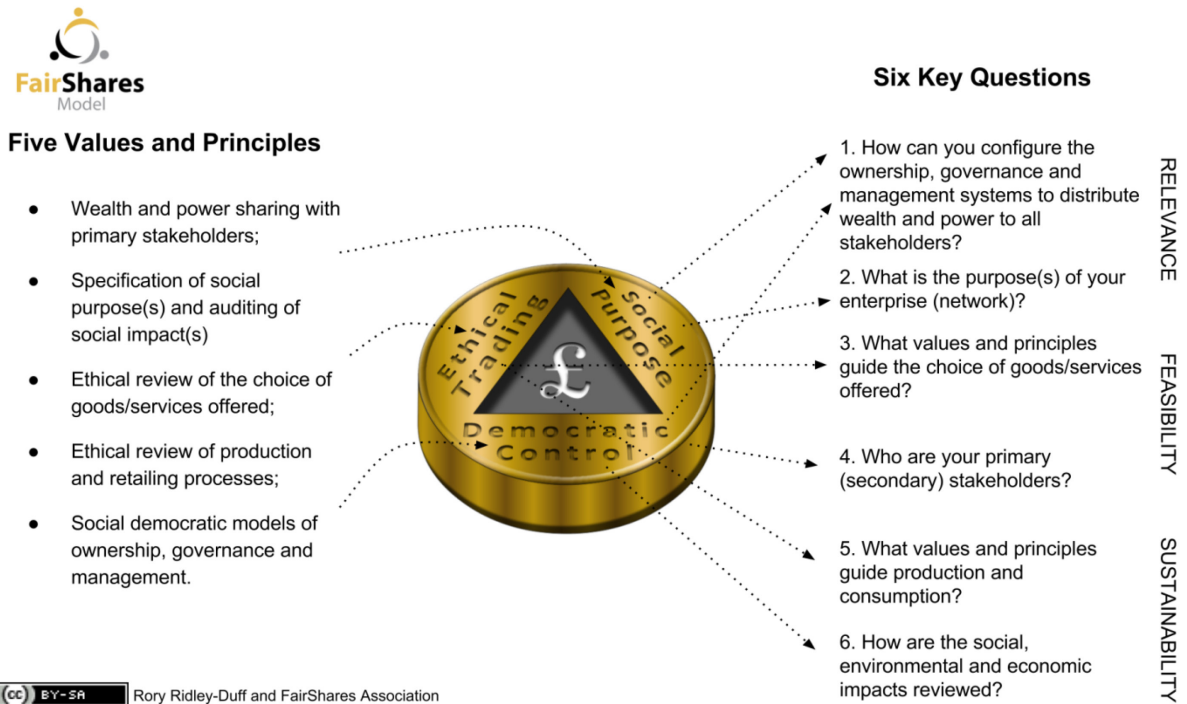 FairShares
Model
Five Values and Principles
Wealth and power sharing with
primary stakeholders;
Specification of social
purpose(s) and auditing of
social impact(s)
Ethical review of the choice of
goods/services offered;
Ethical review of production
and retailing processes;
Social democratic models of
ownership, governance and
management.
Ethical
Trading
Social
Purpose
£
Democratic
Control
Six Key Questions
1. How can you configure the
ownership, governance and
management systems to distribute
wealth and power to all
stakeholders?
2. What is the purpose(s) of your
enterprise (network)?
3. What values and principles
guide the choice of goods/services
offered?
4. Who are your primary
(secondary) stakeholders?
5. What values and principles
guide production and
consumption?
6. How are the social,
environmental and economic
impacts reviewed?
RELEVANCE
FEASIBILITY
SUSTAINABILITY
cc BY-SA
Rory Ridley-Duff and FairShares Association